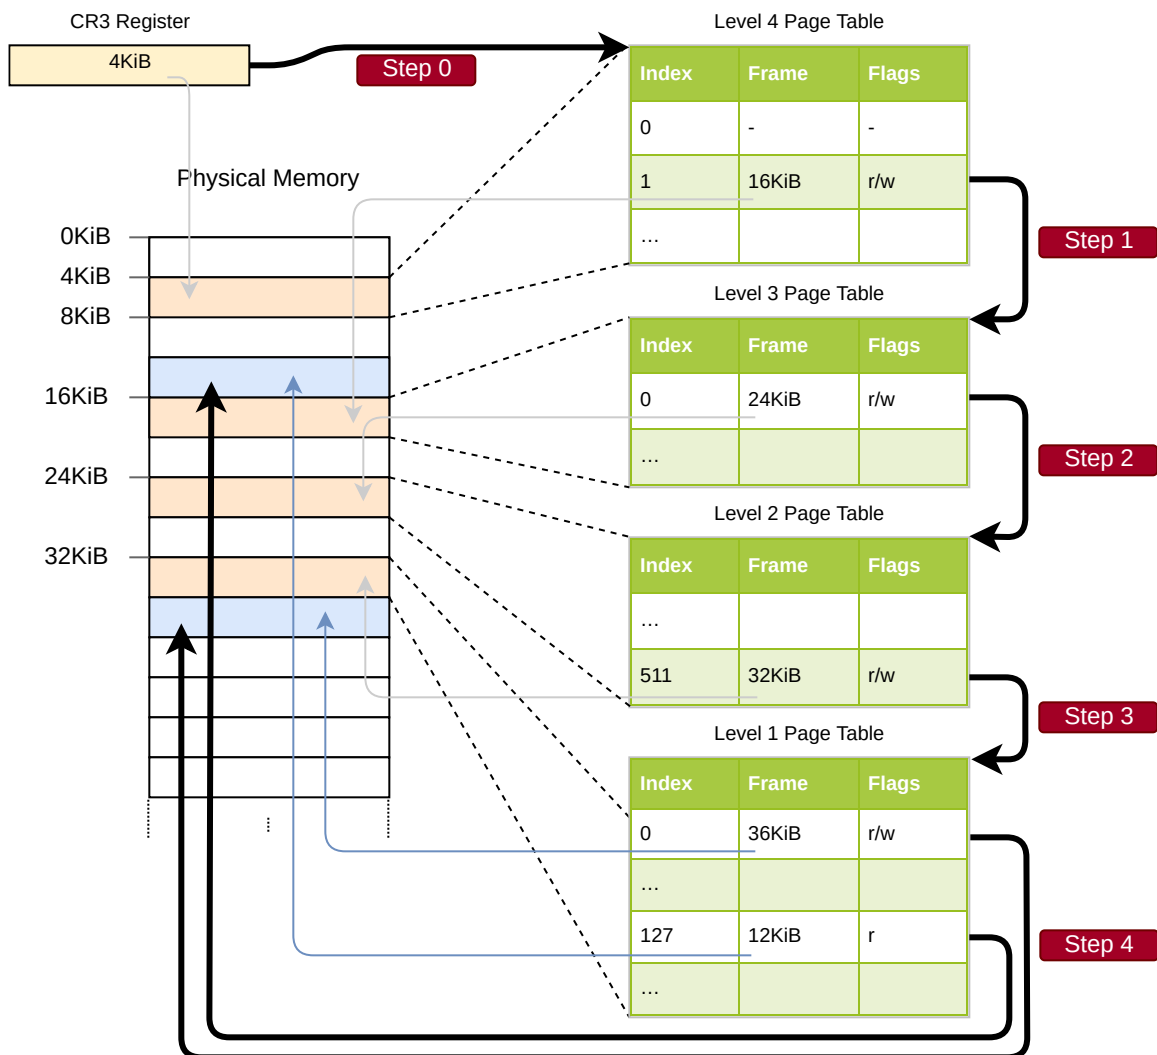 CR3 Register
4KiB
Step 0
Level 4 Page Table
Index Frame Flags
0 - -
1 16KiB r/w
...
Step 1
Physical Memory
0KiB
4KiB
8KiB
16KiB
24KiB
32KiB
Level 3 Page Table
Index Frame Flags
0 24KiB r/w
...
Step 2
Level 2 Page Table
Index Frame Flags
...
511 32KiB r/w
Step 3
Level 1 Page Table
Index Frame Flags
0 36KiB r/w
...
127 12KiB r
...
Step 4